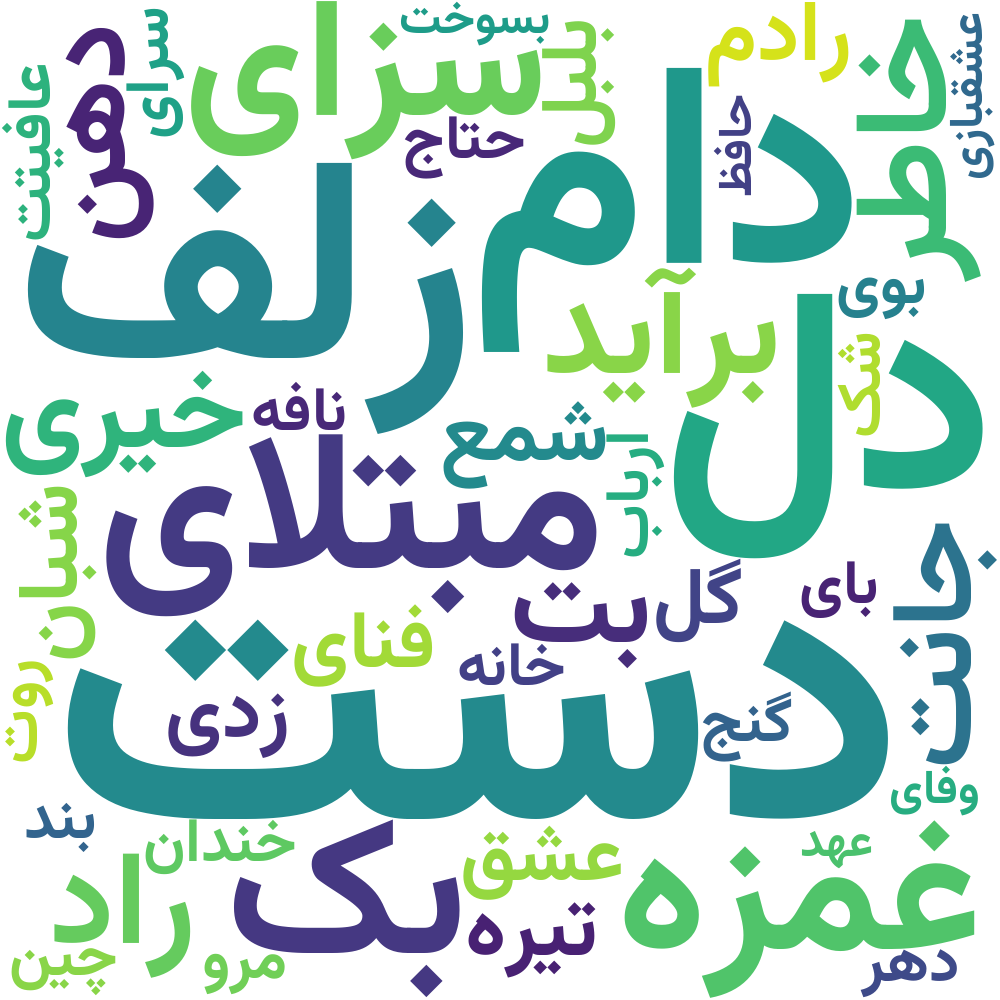 بسوخت
سرای
عافیتت
دهن
سزای
بلبل
رادم
حتاج
حافظ
خاطر
عشقبازی
دام
زلف
بوی
برآید
دل
شک
خیری
نافه
شمع
ارباب
مبتلای
شبان
بت
گل
بای
جانت
فنای
خانه
روت
دست
زدی
گنج
وفای
بند
خندان
عهد
راد
بک
عشق
غمزه
تیره
چین
مرو
دهر